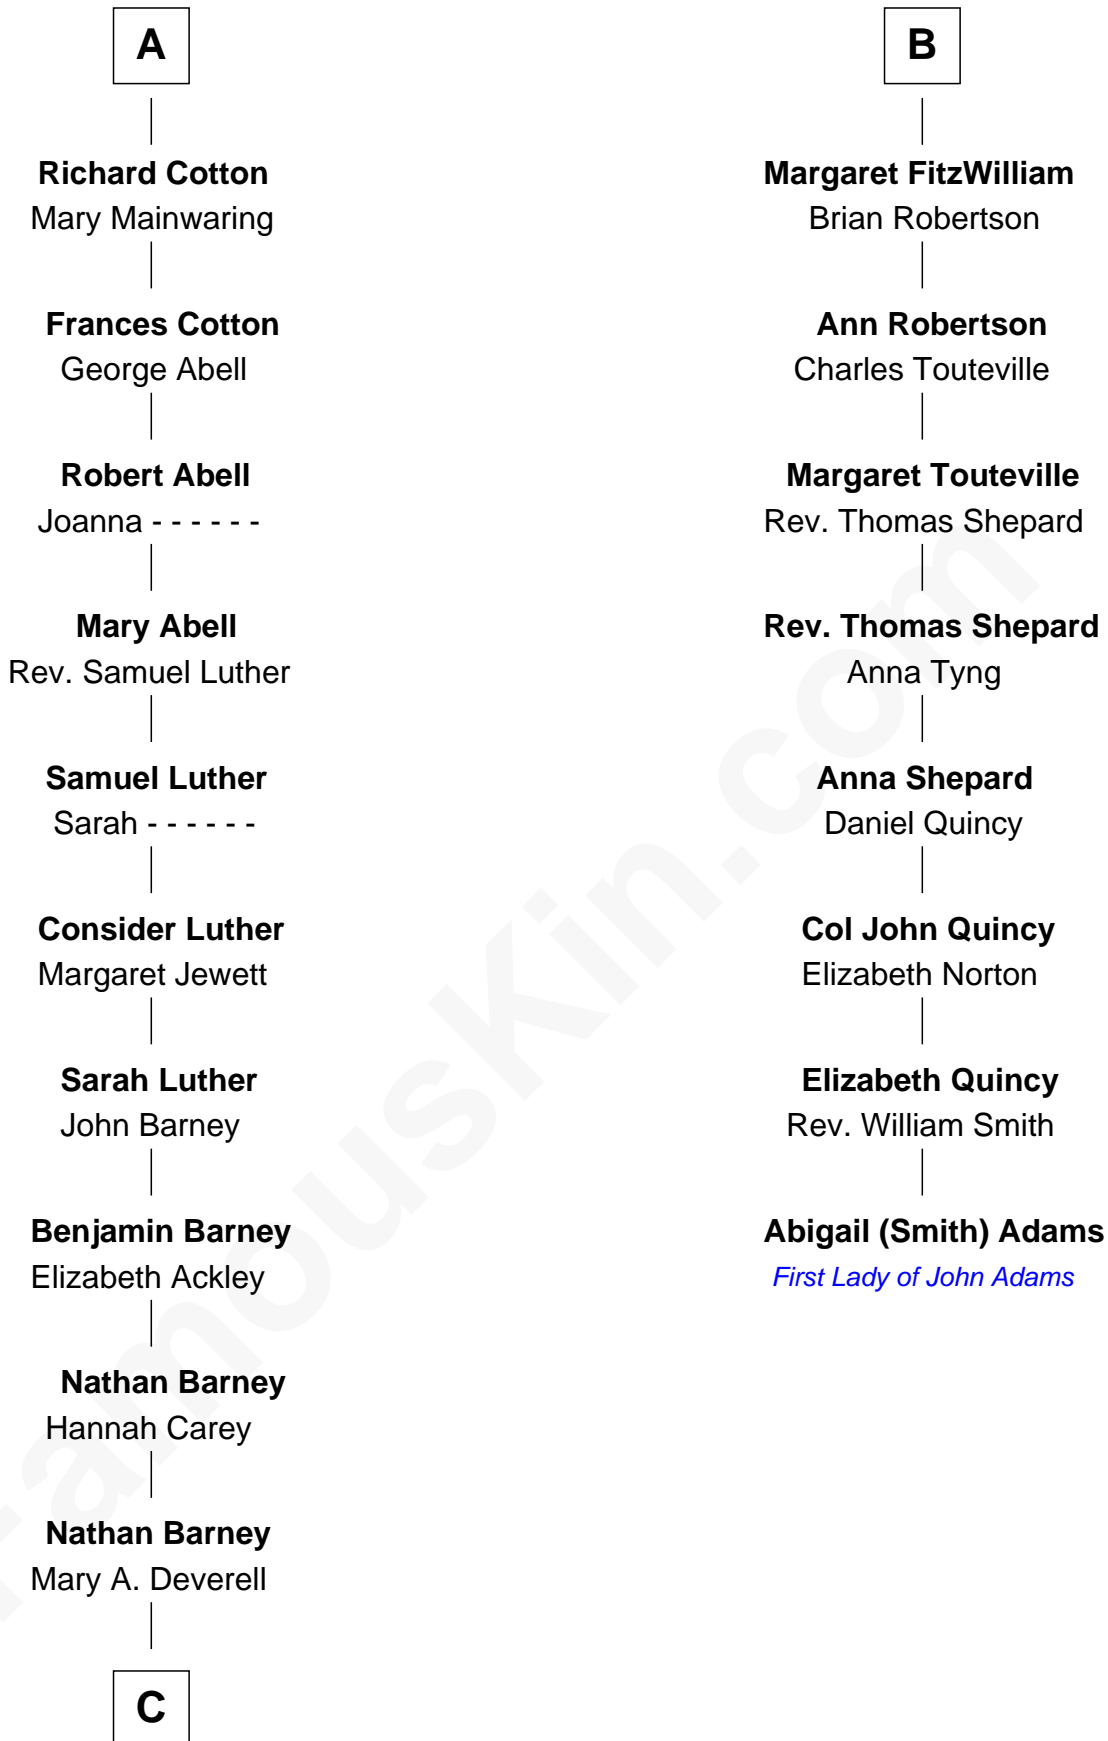 A
Richard Cotton
Mary Mainwaring
Frances Cotton
George Abell
Robert Abell
Joanna - - - - - -
Mary Abell
Rev. Samuel Luther
Samuel Luther
Sarah - - - - - -
Consider Luther
Margaret Jewett
Sarah Luther
John Barney
Benjamin Barney
Elizabeth Ackley
Nathan Barney
Hannah Carey
Nathan Barney
Mary A. Deverell
C
B
Margaret FitzWilliam
Brian Robertson
Ann Robertson
Charles Touteville
Margaret Touteville
Rev. Thomas Shepard
Rev. Thomas Shepard
Anna Tyng
Anna Shepard
Daniel Quincy
Col John Quincy
Elizabeth Norton
Elizabeth Quincy
Rev. William Smith
Abigail (Smith) Adams
First Lady of John Adams
FamousKin.com